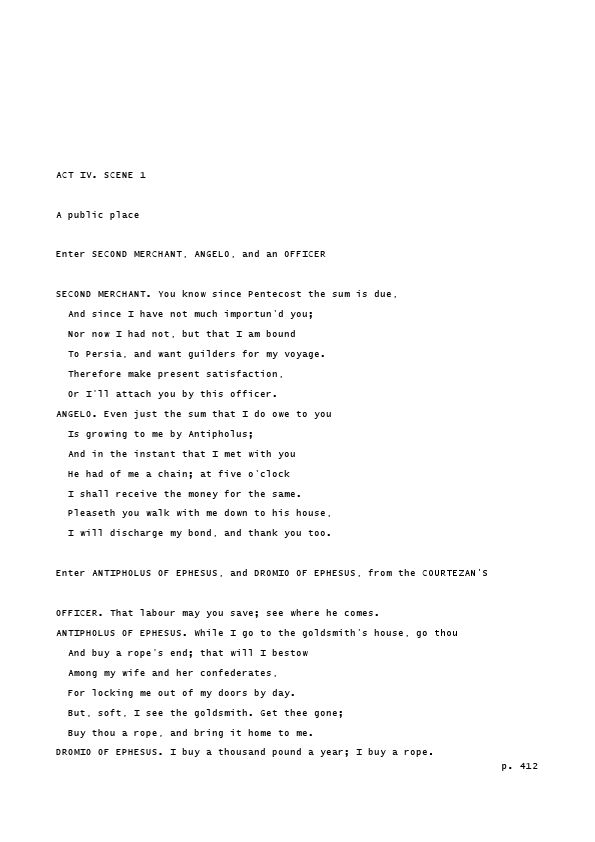 ACT IV. SCENE 1
A public place
Enter SECOND MERCHANT, ANGELO, and an OFFICER
SECOND MERCHANT. You know since Pentecost the sum is due,
And since I have not much importun'd you;
Nor now I had not, but that I am bound
To Persia, and want guilders for my voyage.
Therefore make present satisfaction,
Or I'll attach you by this officer.
ANGELO. Even just the sum that I do owe to you
Is growing to me by Antipholus;
And in the instant that I met with you
He had of me a chain; at five o'clock
I shall receive the money for the same.
Pleaseth you walk with me down to his house,
I will discharge my bond, and thank you too.
Enter ANTIPHOLUS OF EPHESUS, and DROMIO OF EPHESUS, from the COURTEZAN'S
OFFICER. That labour may you save; see where he comes.
ANTIPHOLUS OF EPHESUS. While I go to the goldsmith's house, go thou
And buy a rope's end; that will I bestow
Among my wife and her confederates,
For locking me out of my doors by day.
But, soft, I see the goldsmith. Get thee gone;
Buy thou a rope, and bring it home to me.
DROMIO OF EPHESUS. I buy a thousand pound a year; I buy a rope.
p. 412